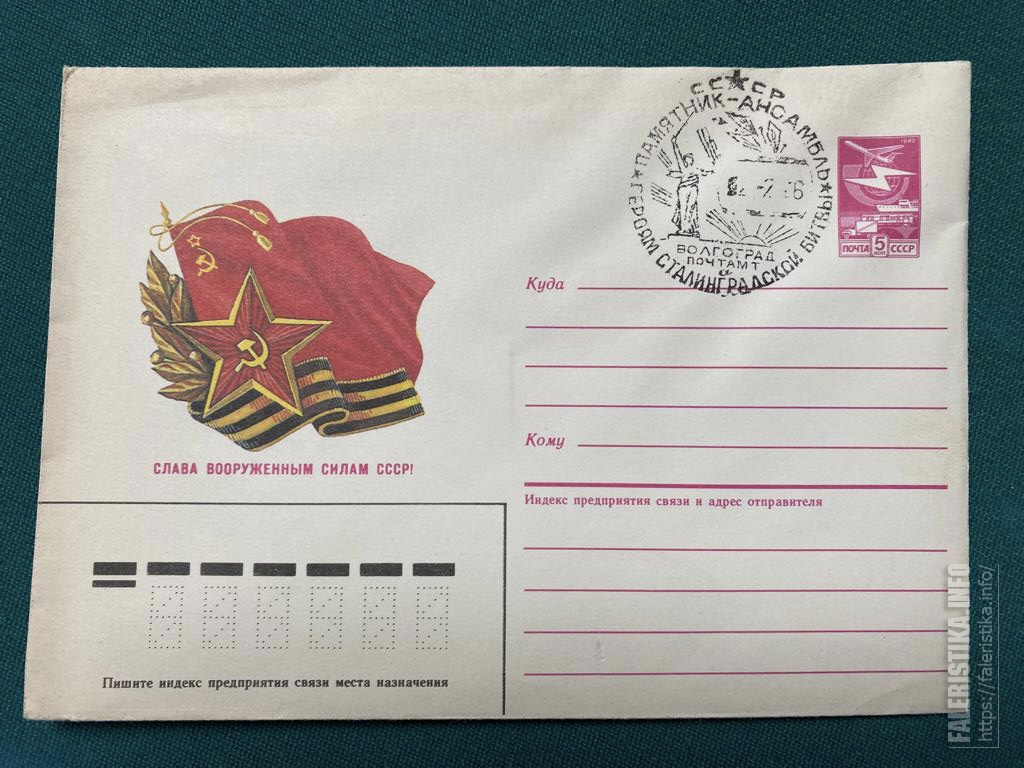 СССР
★ПАМЯТНИК-АНСАМБЛЬ★
ГЕРОЯМ СТАЛИНГРАДСКОЙ БИТВЫ
ВОЛГОГРАД
ПОЧТАМТ
а
ПОЧТА 5 КОП СССР
СЛАВА ВООРУЖЕННЫМ СИЛАМ СССР!
Куда
Кому
Индекс предприятия связи и адрес отправителя
Пишите индекс предприятия связи места назначения
FALERISTIKA.INFO
https://faleristika.info/